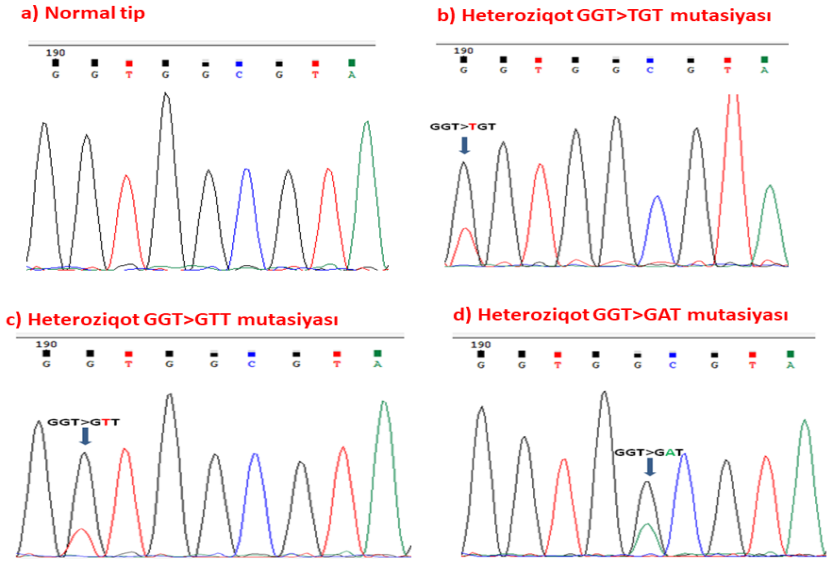 a) Normal tip
190
G G T G G C G T A
b) Heteroziqot GGT>TGT mutasiyası
190
G G T G G C G T A
GGT>TGT
c) Heteroziqot GGT>GTT mutasiyası
190
G G T G G C G T A
GGT>GTT
d) Heteroziqot GGT>GAT mutasiyası
190
G G T G G C G T A
GGT>GAT